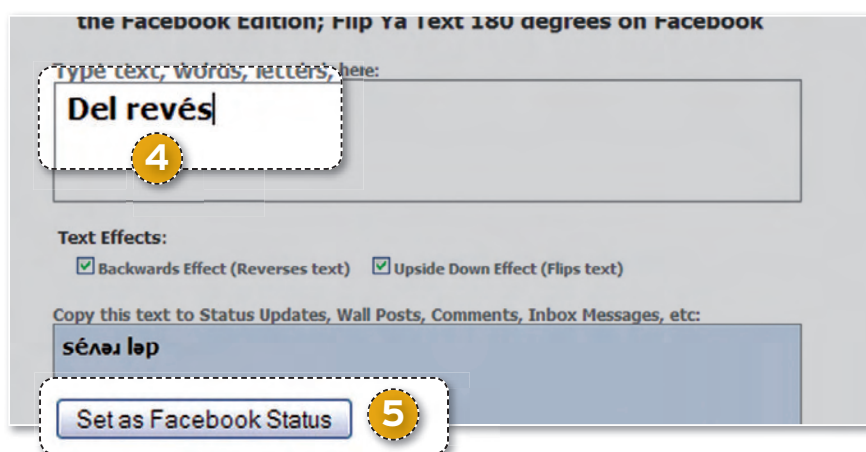 the Facebook Edition; Flip Ya Text 180 degrees on Facebook
Type text, words, letters, here:
Del revés
4
Text Effects:
Backwards Effect (Reverses text) Upside Down Effect (Flips text)
Copy this text to Status Updates, Wall Posts, Comments, Inbox Messages, etc:
séʌǝɹ lǝp
Set as Facebook Status
5